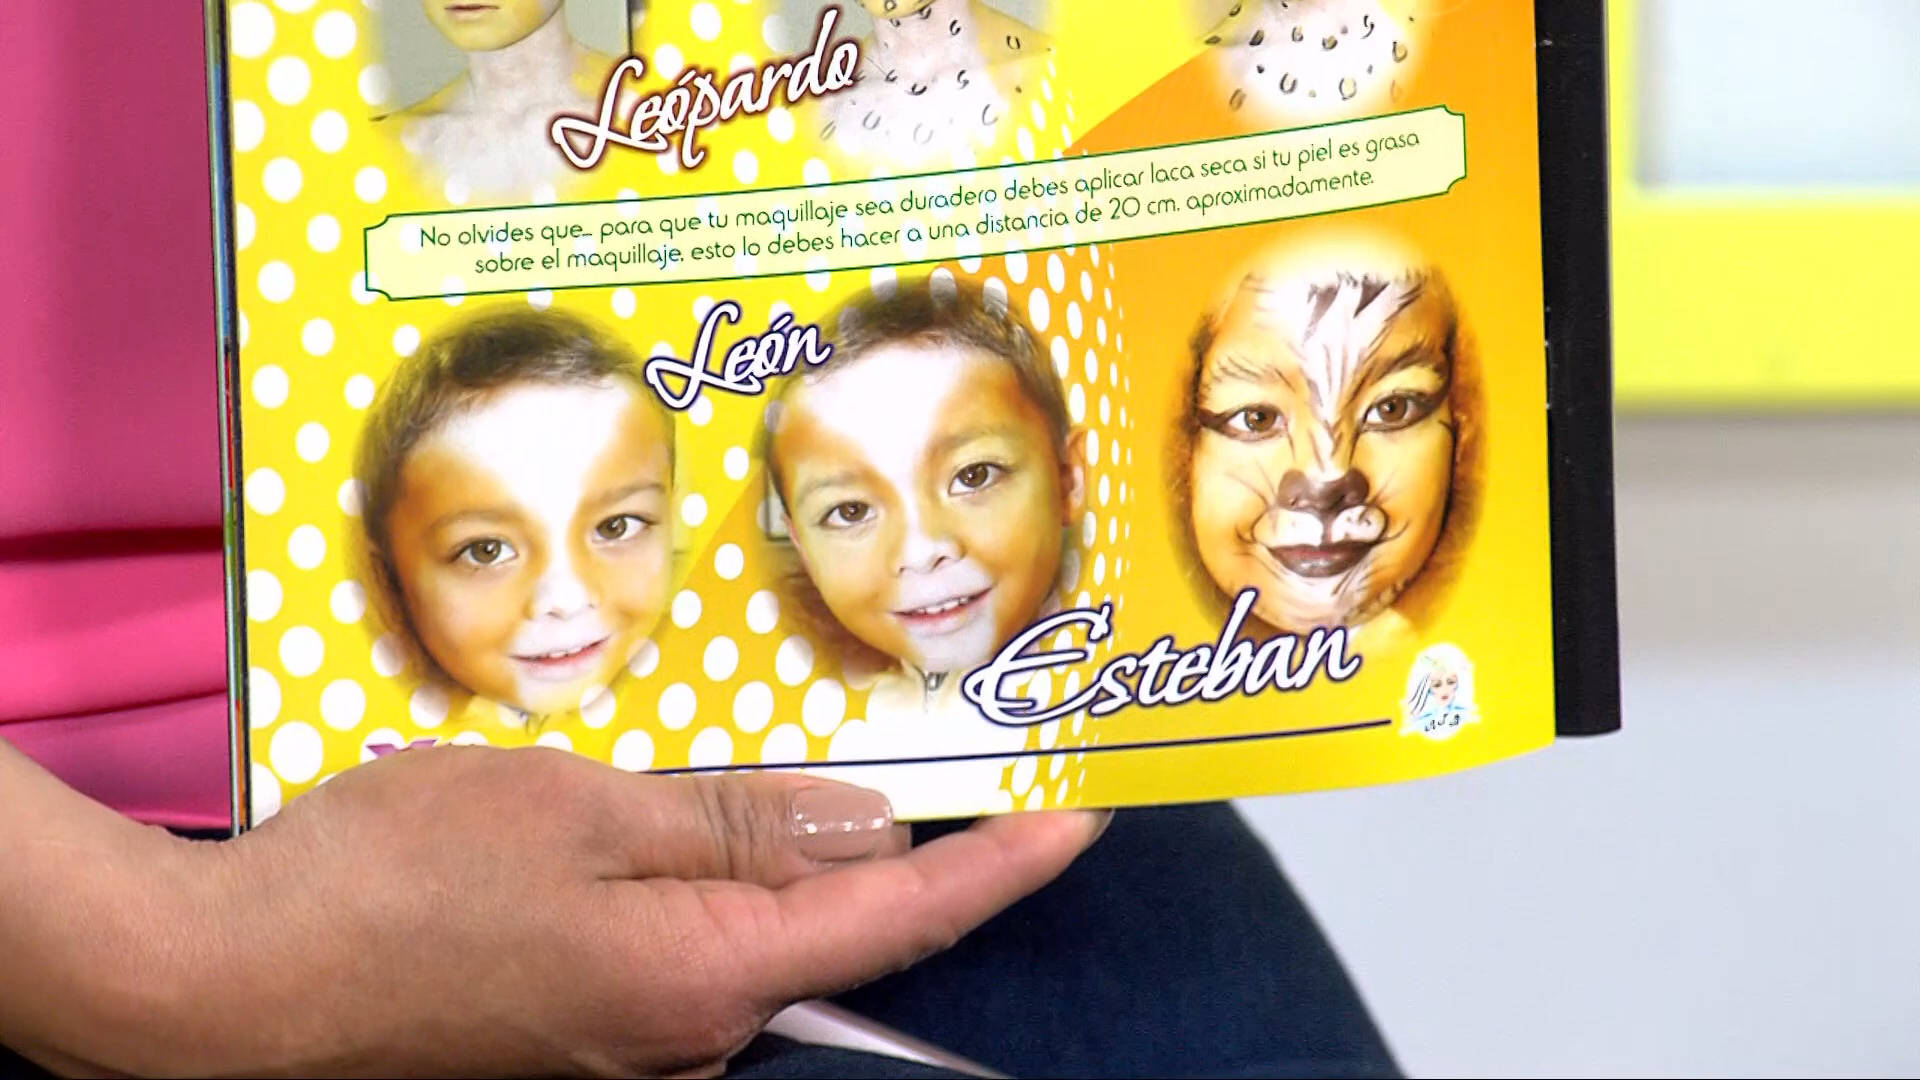 Leópardo
No olvides que... para que tu maquillaje sea duradero debes aplicar laca seca si tu piel es grasa
sobre el maquillaje, esto lo debes hacer a una distancia de 20 cm. aproximadamente.
León
Esteban